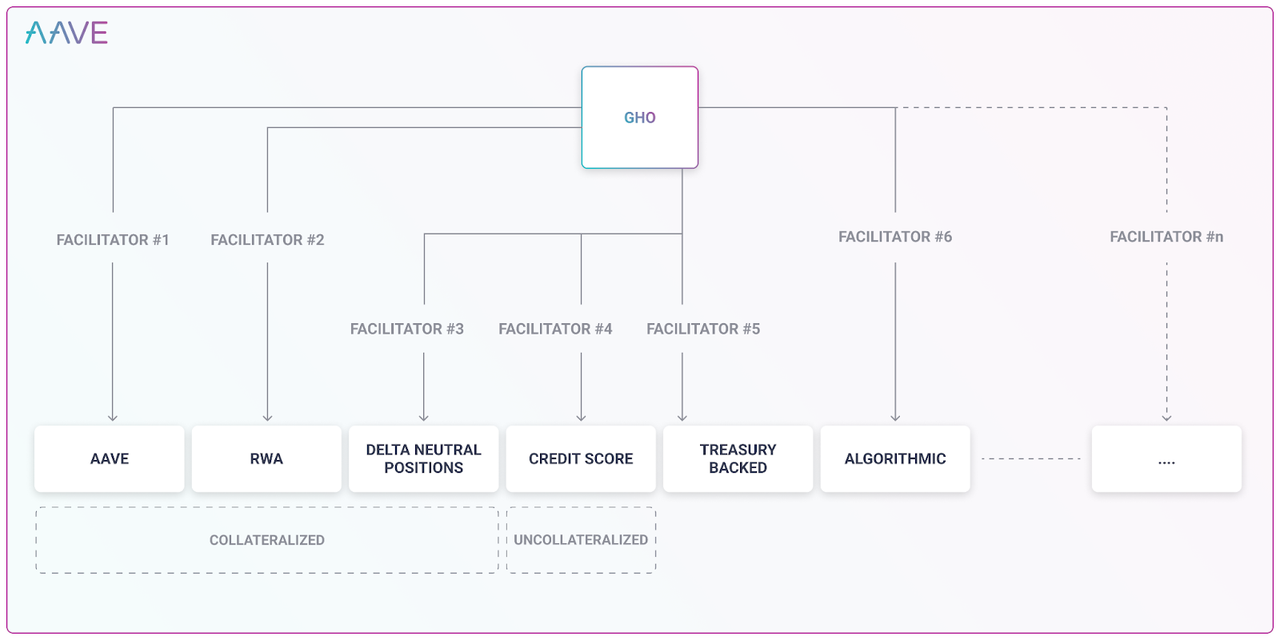 AAVE
GHO
FACILITATOR #1
FACILITATOR #2
FACILITATOR #6
FACILITATOR #n
FACILITATOR #3
FACILITATOR #4
FACILITATOR #5
AAVE
RWA
DELTA NEUTRAL
POSITIONS
CREDIT SCORE
TREASURY
BACKED
ALGORITHMIC
....
COLLATERALIZED
UNCOLLATERALIZED